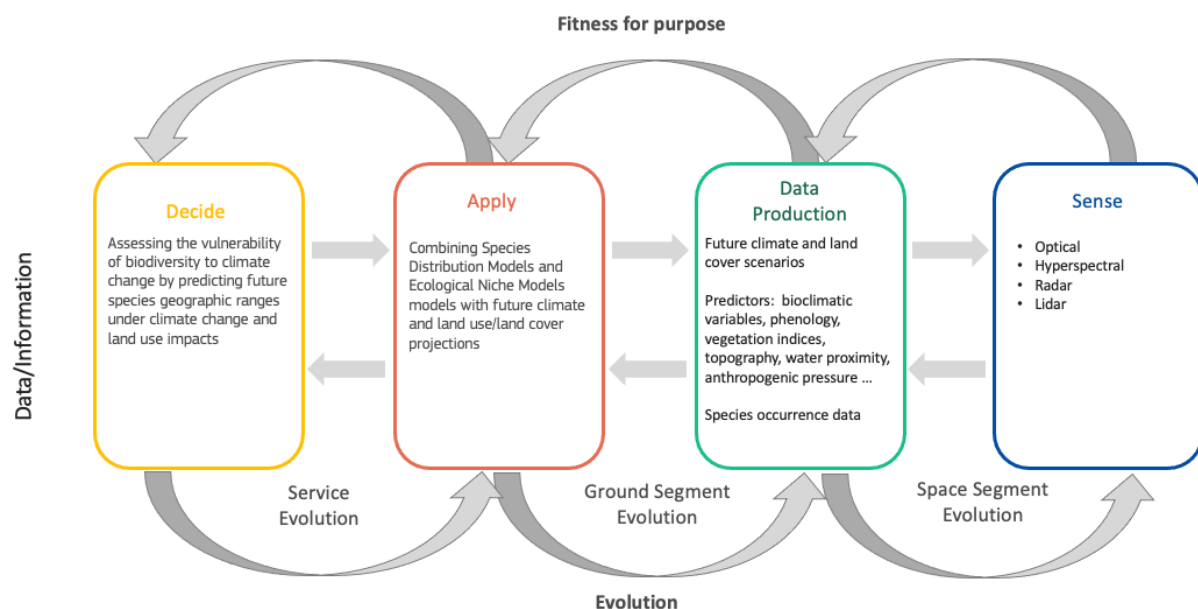 Fitness for purpose
Data/Information
Decide
Assessing the vulnerability
of biodiversity to climate
change by predicting future
species geographic ranges
under climate change and
land use impacts
Apply
Combining Species
Distribution Models and
Ecological Niche Models
models with future climate
and land use/land cover
projections
Data
Production
Future climate and land
cover scenarios
Predictors: bioclimatic
variables, phenology,
vegetation indices,
topography, water proximity,
anthropogenic pressure ...
Species occurrence data
Sense
• Optical
• Hyperspectral
• Radar
• Lidar
Service
Evolution
Ground Segment
Evolution
Space Segment
Evolution
Evolution